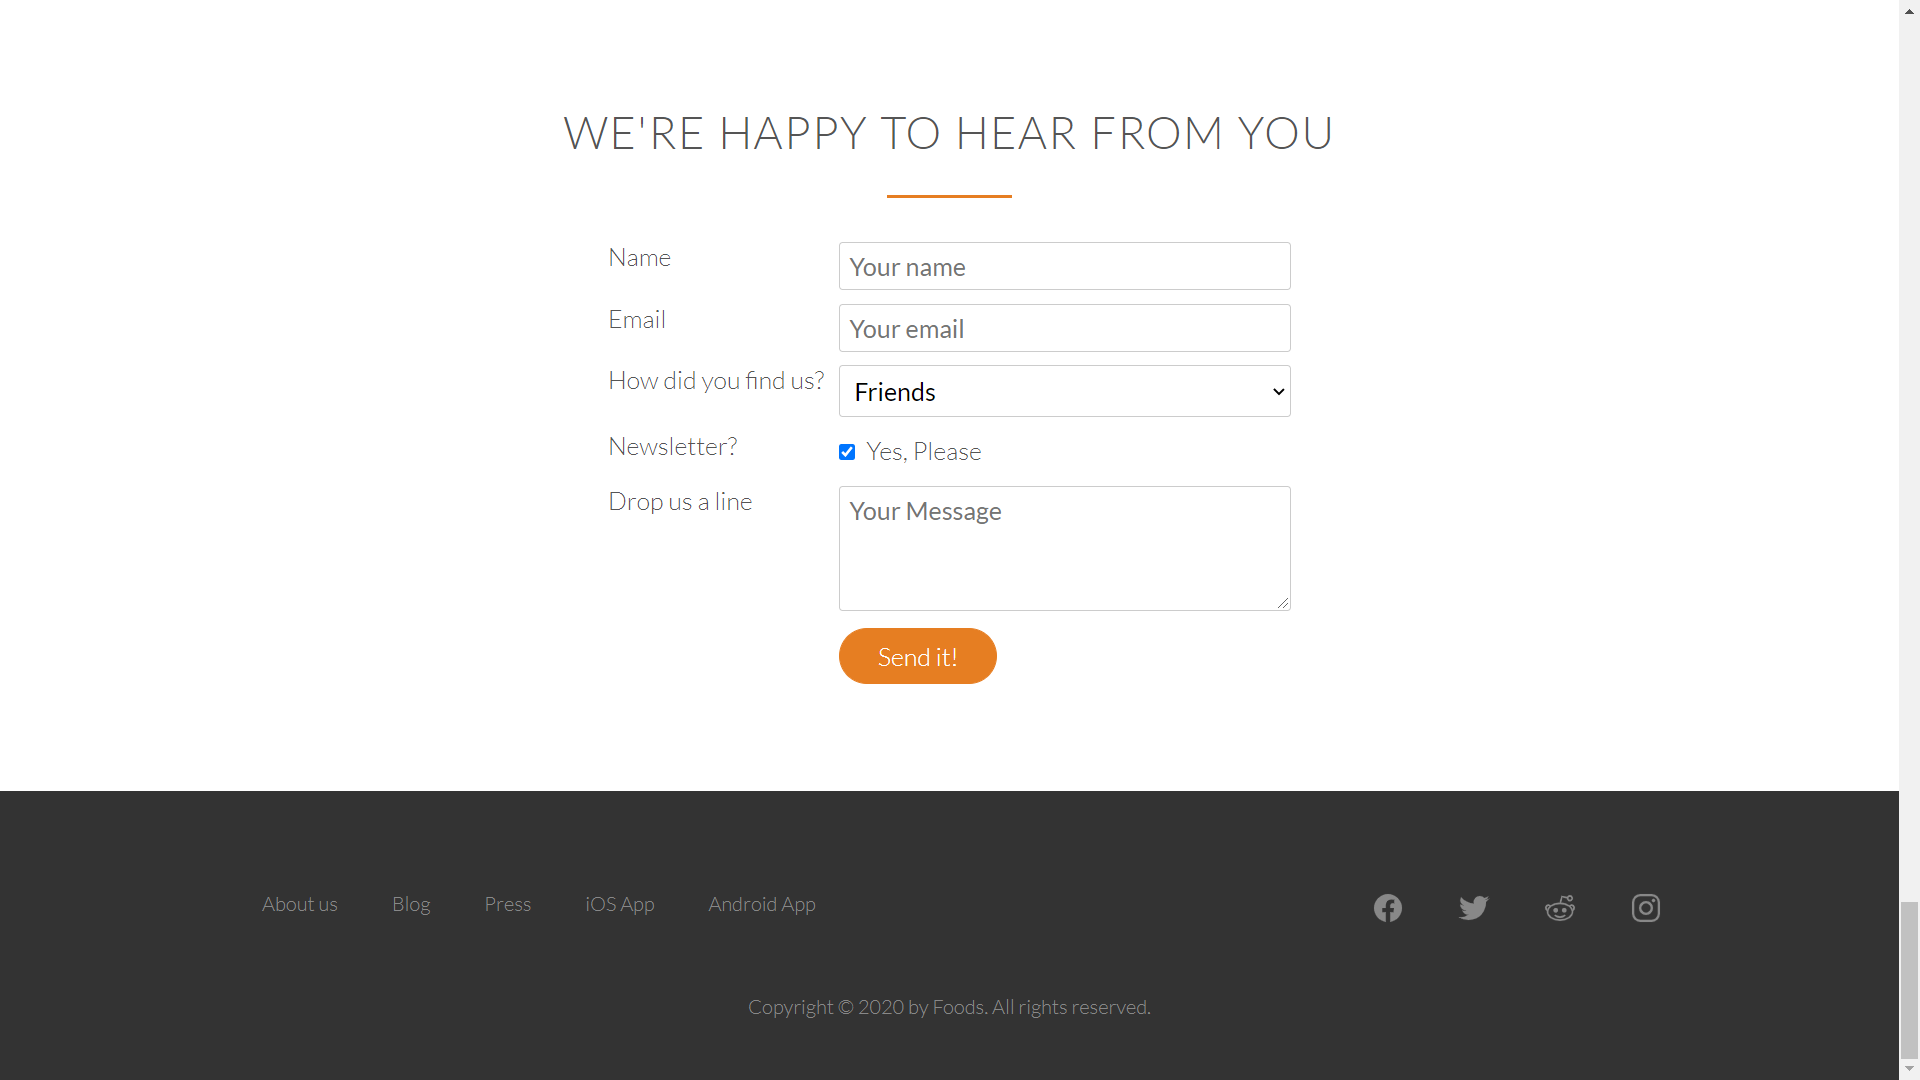 WE'RE HAPPY TO HEAR FROM YOU
Name
Your name
Email
Your email
How did you find us?
Friends
Newsletter?
Yes, Please
Drop us a line
Your Message
Send it!
About us
Blog
Press
iOS App
Android App
Copyright © 2020 by Foods. All rights reserved.